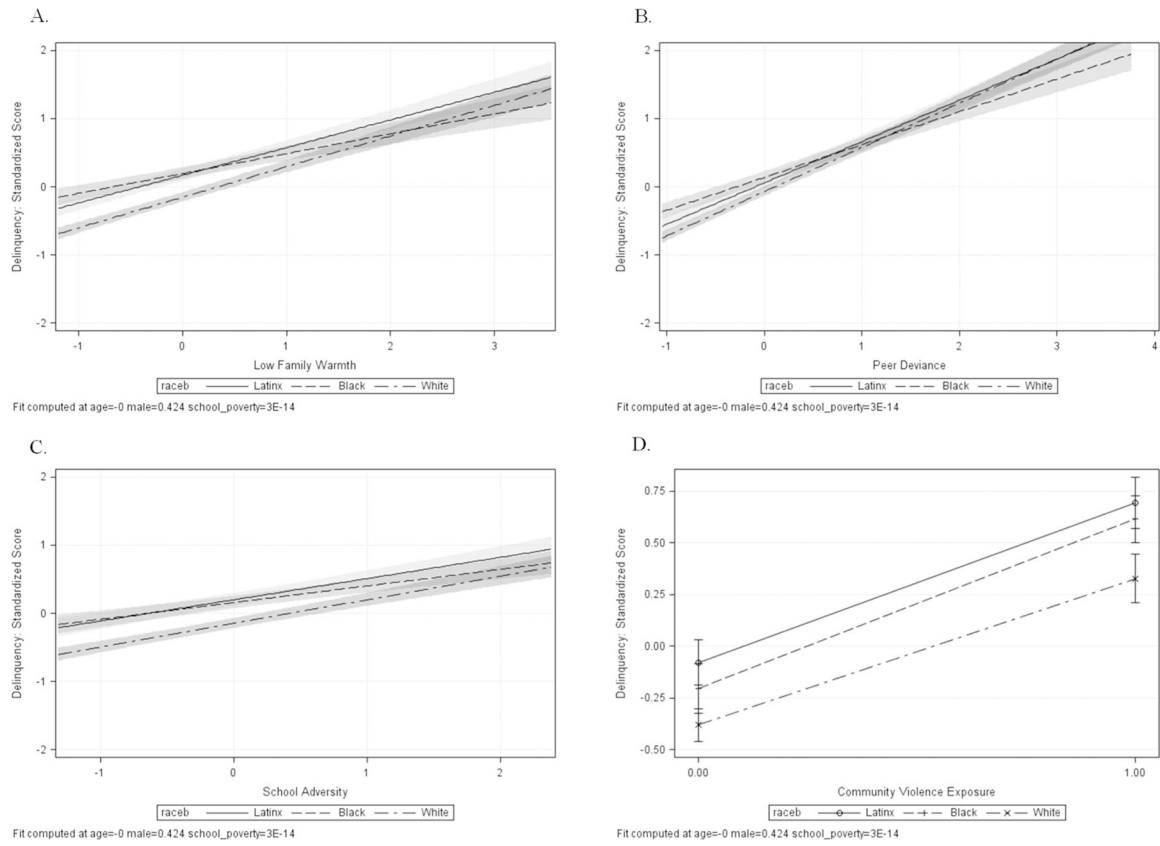 A.
2
1
0
-1
-2
Delinquency: Standardized Score
-1 0 1 2 3
Low Family Warmth
raceb Latinx Black White
Fit computed at age=-0 male=0.424 school_poverty=3E-14
B.
2
1
0
-1
-2
Delinquency: Standardized Score
-1 0 1 2 3 4
Peer Deviance
raceb Latinx Black White
Fit computed at age=-0 male=0.424 school_poverty=3E-14
C.
2
1
0
-1
-2
Delinquency: Standardized Score
-1 0 1 2
School Adversity
raceb Latinx Black White
Fit computed at age=-0 male=0.424 school_poverty=3E-14
D.
0.75
0.50
0.25
0.00
-0.25
-0.50
Delinquency: Standardized Score
0.00 1.00
Community Violence Exposure
raceb Latinx Black White
Fit computed at age=-0 male=0.424 school_poverty=3E-14